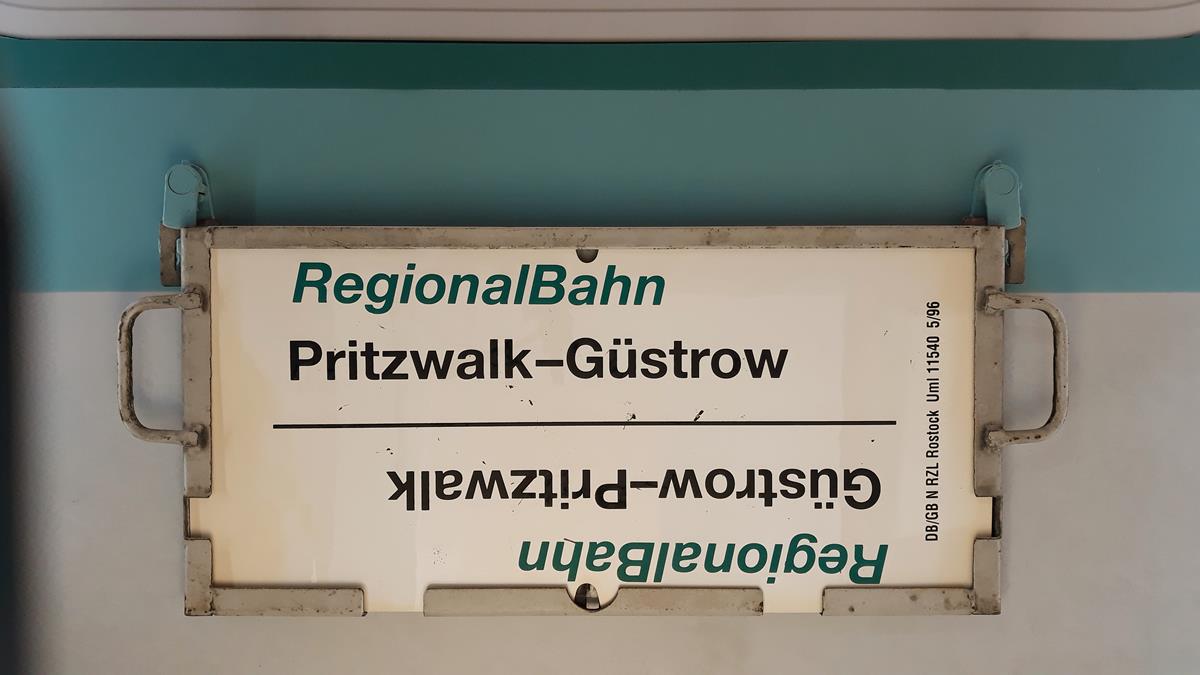 RegionalBahn
Pritzwalk–Güstrow
Güstrow–Pritzwalk
RegionalBahn
DB/GB N RZL Rostock Uml 11540 5/96